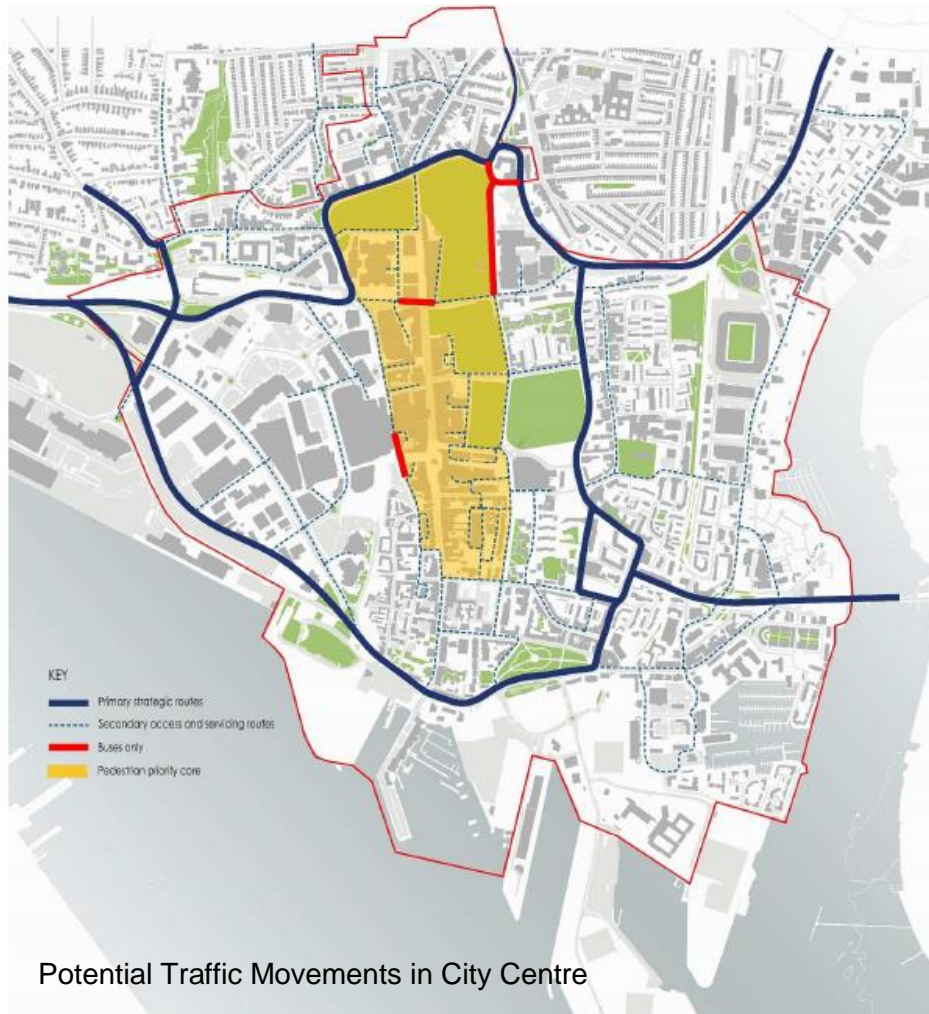 KEY
Primary strategic routes
Secondary access and servicing routes
Buses only
Pedestrian priority core
Potential Traffic Movements in City Centre